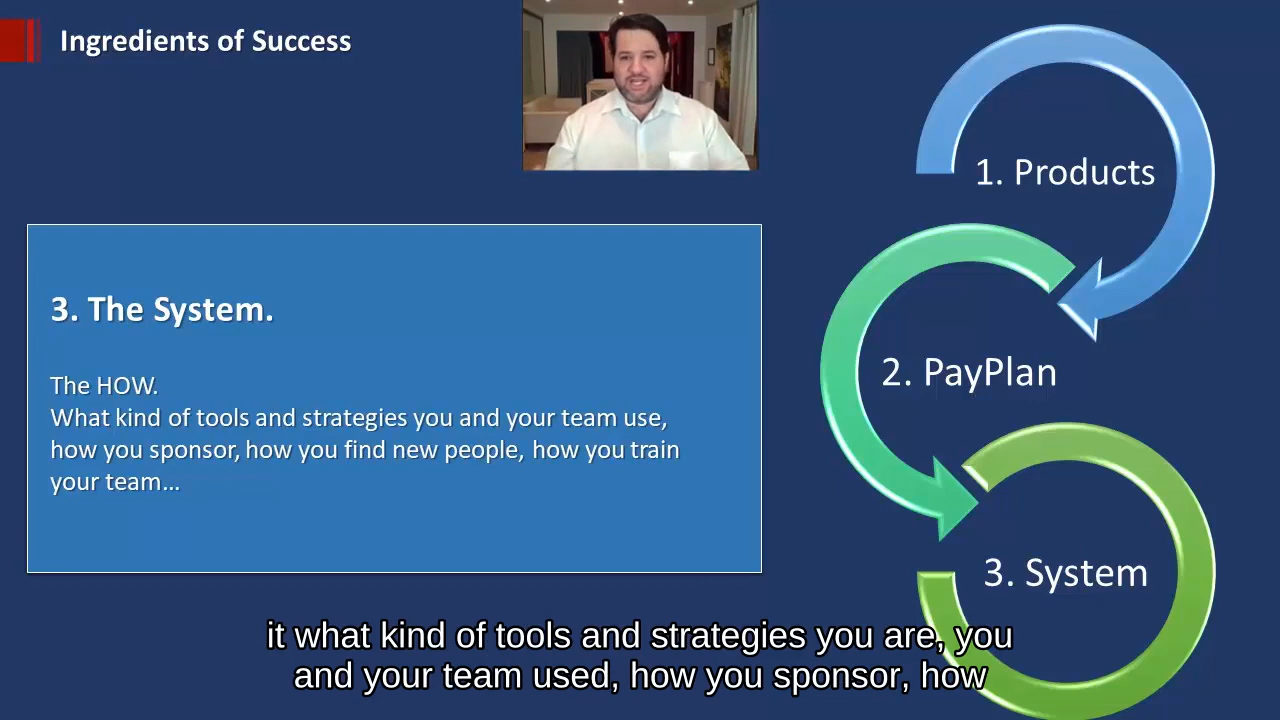 Ingredients of Success
1. Products
2. PayPlan
3. System
3. The System.
The HOW.
What kind of tools and strategies you and your team use,
how you sponsor, how you find new people, how you train
your team...
it what kind of tools and strategies you are, you
and your team used, how you sponsor, how